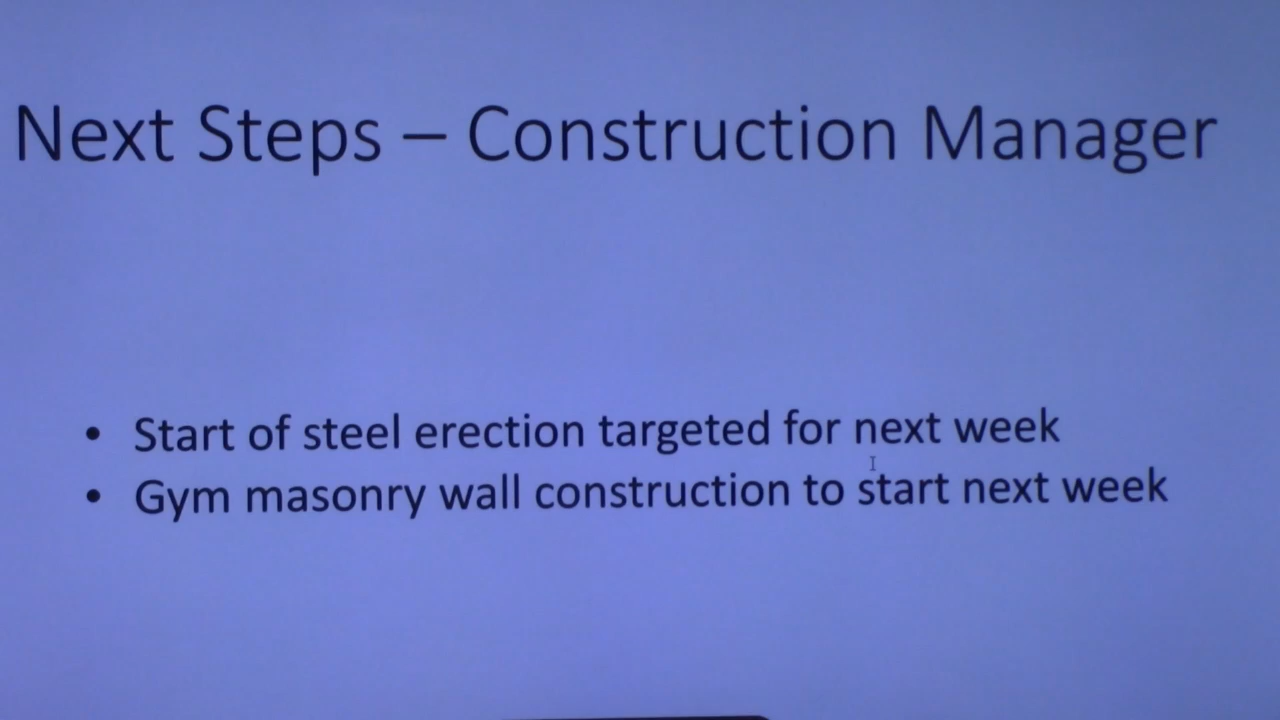 Next Steps – Construction Manager
• Start of steel erection targeted for next week
• Gym masonry wall construction to start next week